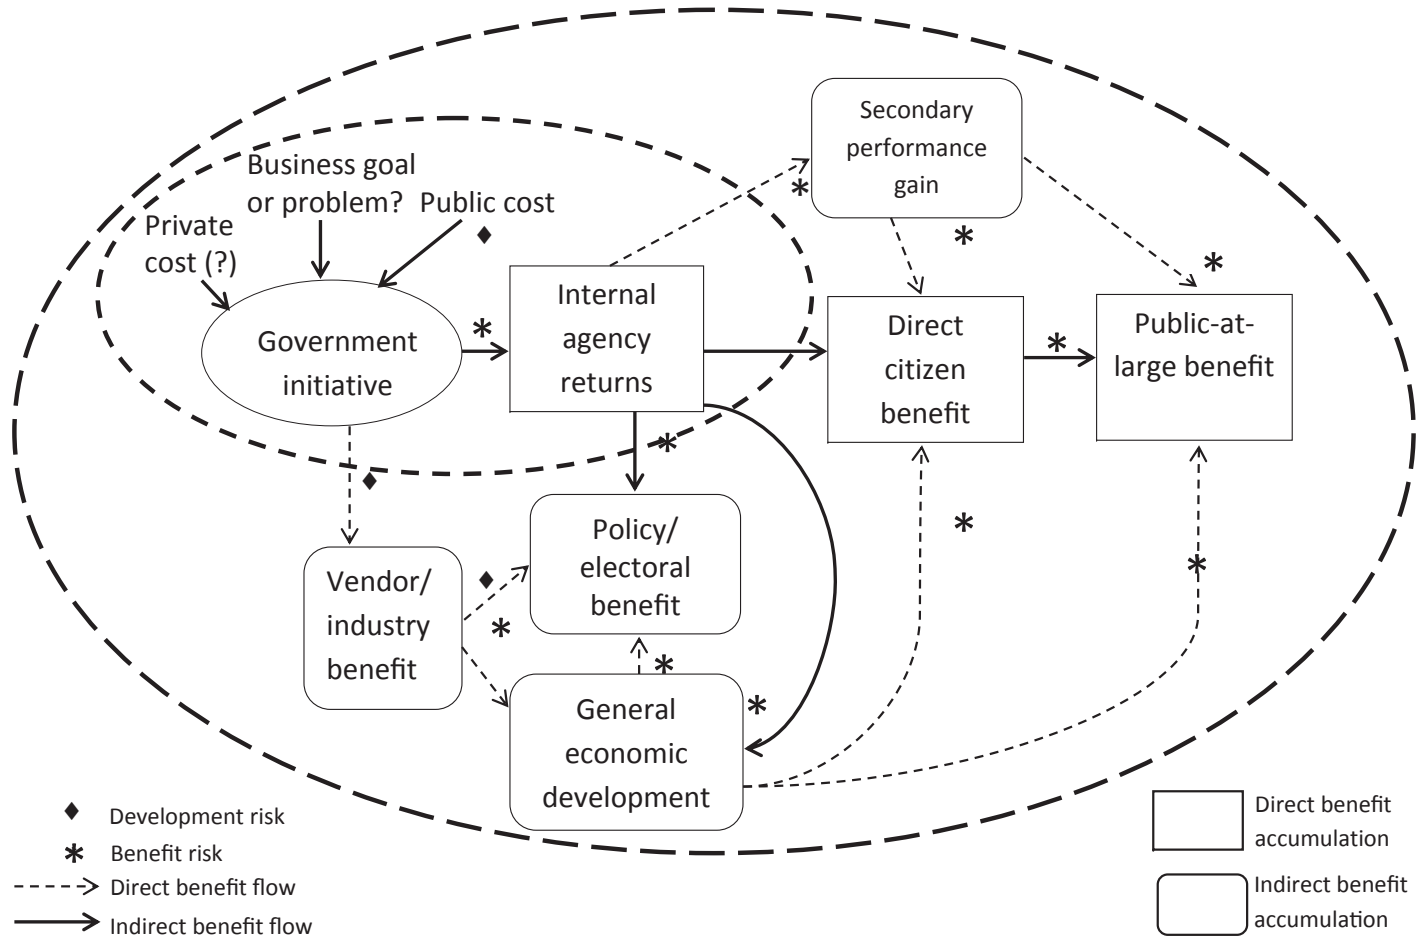 Secondary
performance
gain
Business goal
or problem?
Public cost
Private
cost (?)
Government
initiative
Internal
agency
returns
Direct
citizen
benefit
Public-at-
large benefit
Vendor/
industry
benefit
Policy/
electoral
benefit
General
economic
development
Development risk
Benefit risk
Direct benefit flow
Indirect benefit flow
Direct benefit
accumulation
Indirect benefit
accumulation